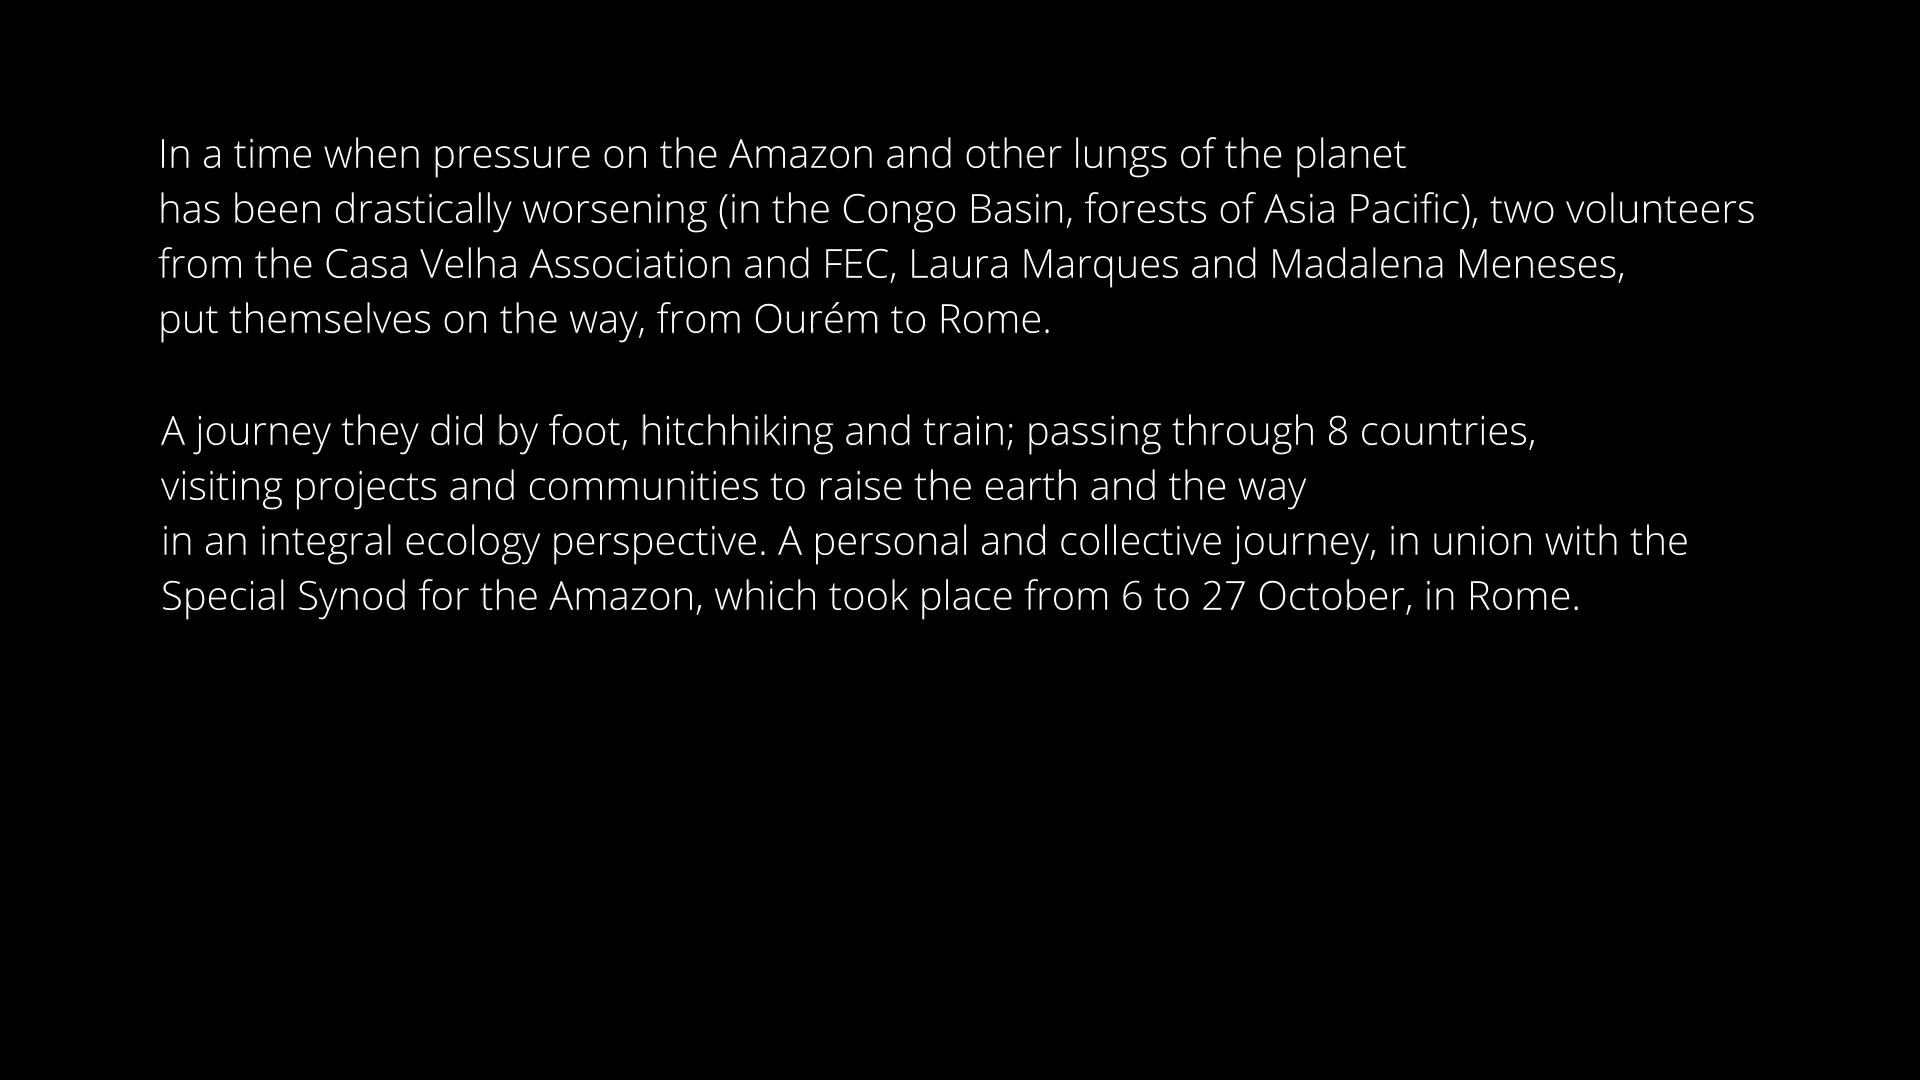 In a time when pressure on the Amazon and other lungs of the planet
has been drastically worsening (in the Congo Basin, forests of Asia Pacific), two volunteers
from the Casa Velha Association and FEC, Laura Marques and Madalena Meneses,
put themselves on the way, from Ourém to Rome.
A journey they did by foot, hitchhiking and train; passing through 8 countries,
visiting projects and communities to raise the earth and the way
in an integral ecology perspective. A personal and collective journey, in union with the
Special Synod for the Amazon, which took place from 6 to 27 October, in Rome.